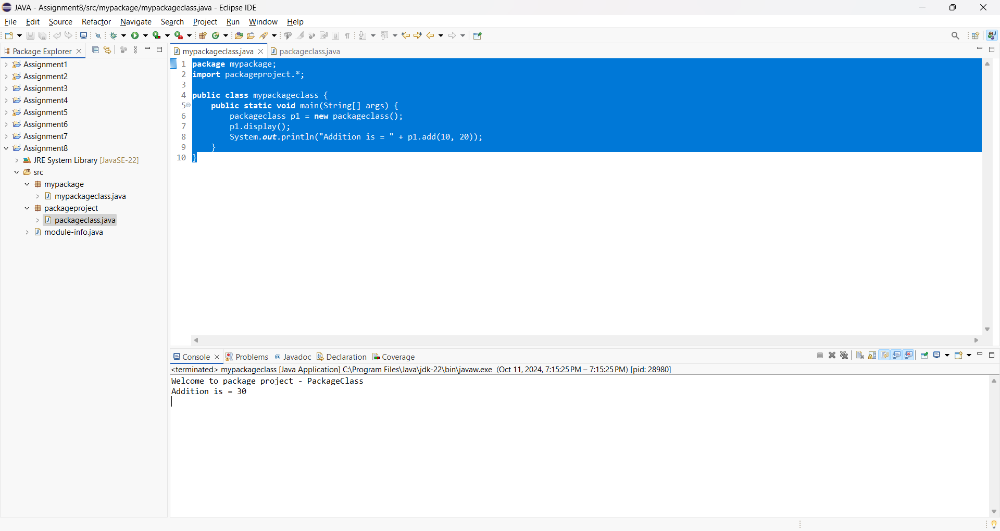 JAVA - Assignment8/src/mypackage/mypackageclass.java - Eclipse IDE
File Edit Source Refactor Navigate Search Project Run Window Help
Package Explorer
Assignment1
Assignment2
Assignment3
Assignment4
Assignment5
Assignment6
Assignment7
Assignment8
JRE System Library [JavaSE-22]
src
mypackage
mypackageclass.java
packageproject
packageclass.java
module-info.java
mypackageclass.java packageclass.java
1 package mypackage;
2 import packageproject.*;
3
4 public class mypackageclass {
5 public static void main(String[] args) {
6 packageclass p1 = new packageclass();
7 p1.display();
8 System.out.println("Addition is = " + p1.add(10, 20));
9 }
10 }
Console Problems @ Javadoc Declaration Coverage
<terminated> mypackageclass [Java Application] C:\Program Files\Java\jdk-22\bin\javaw.exe (Oct 11, 2024, 7:15:25 PM – 7:15:25 PM) [pid: 28980]
Welcome to package project - PackageClass
Addition is = 30